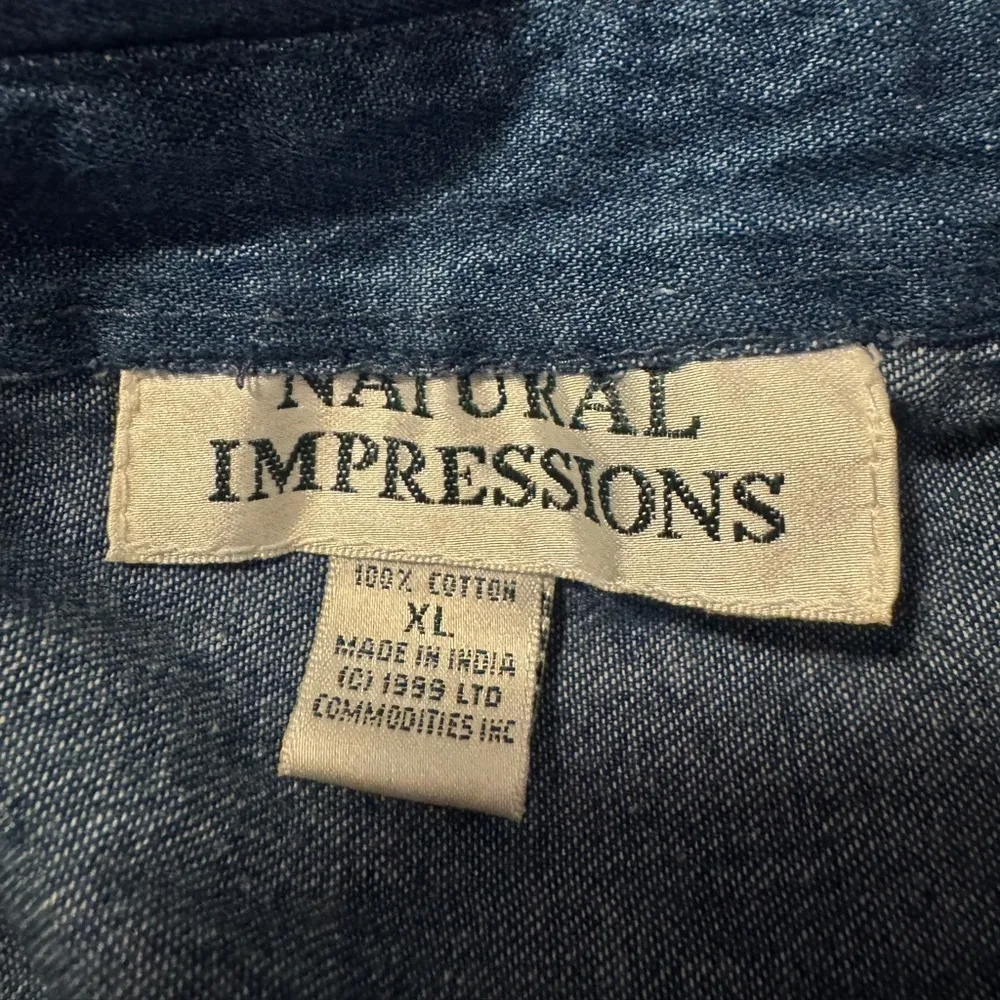 NATURAL
IMPRESSIONS
100% COTTON
XL
MADE IN INDIA
(C) 1999 LTD
COMMODITIES INC